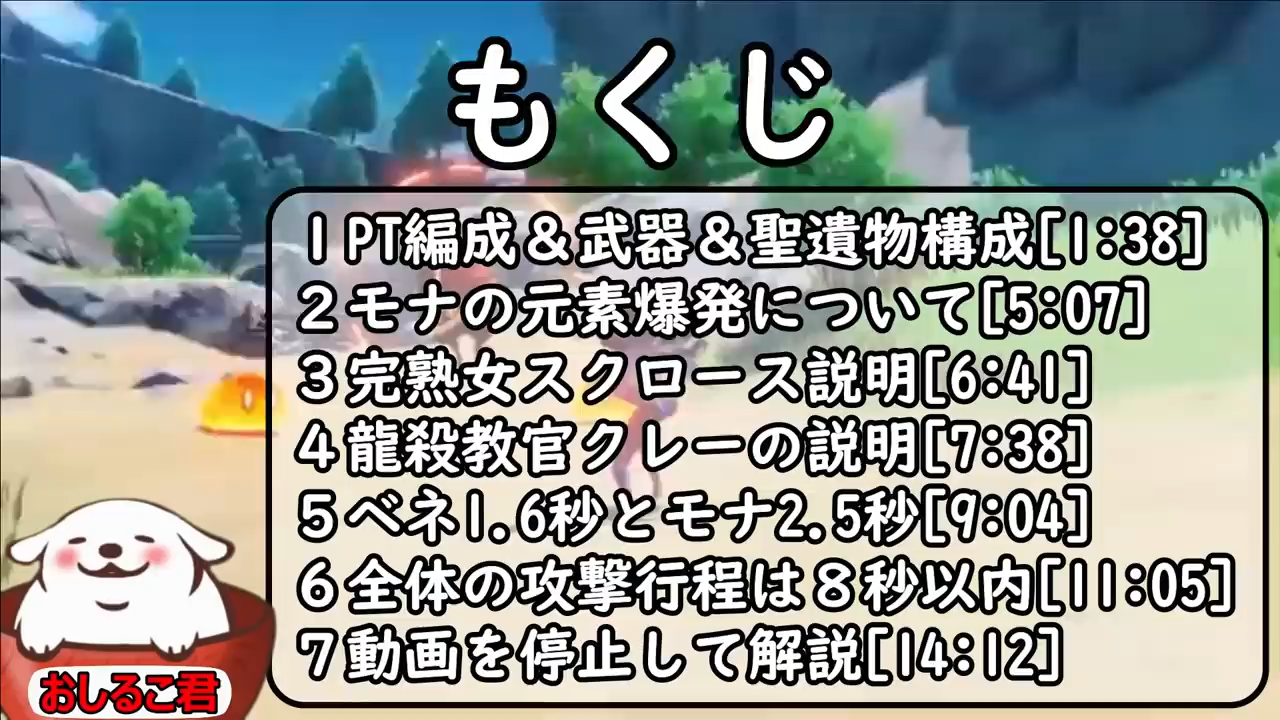 もくじ
1 PT編成＆武器＆聖遺物構成[1:38]
２モナの元素爆発について[5:07]
３完熟女スクロース説明[6:41]
４龍殺教官クレーの説明[7:38]
５ベネ1.6秒とモナ2.5秒[9:04]
６全体の攻撃行程は８秒以内[11:05]
７動画を停止して解説[14:12]
おしるこ君